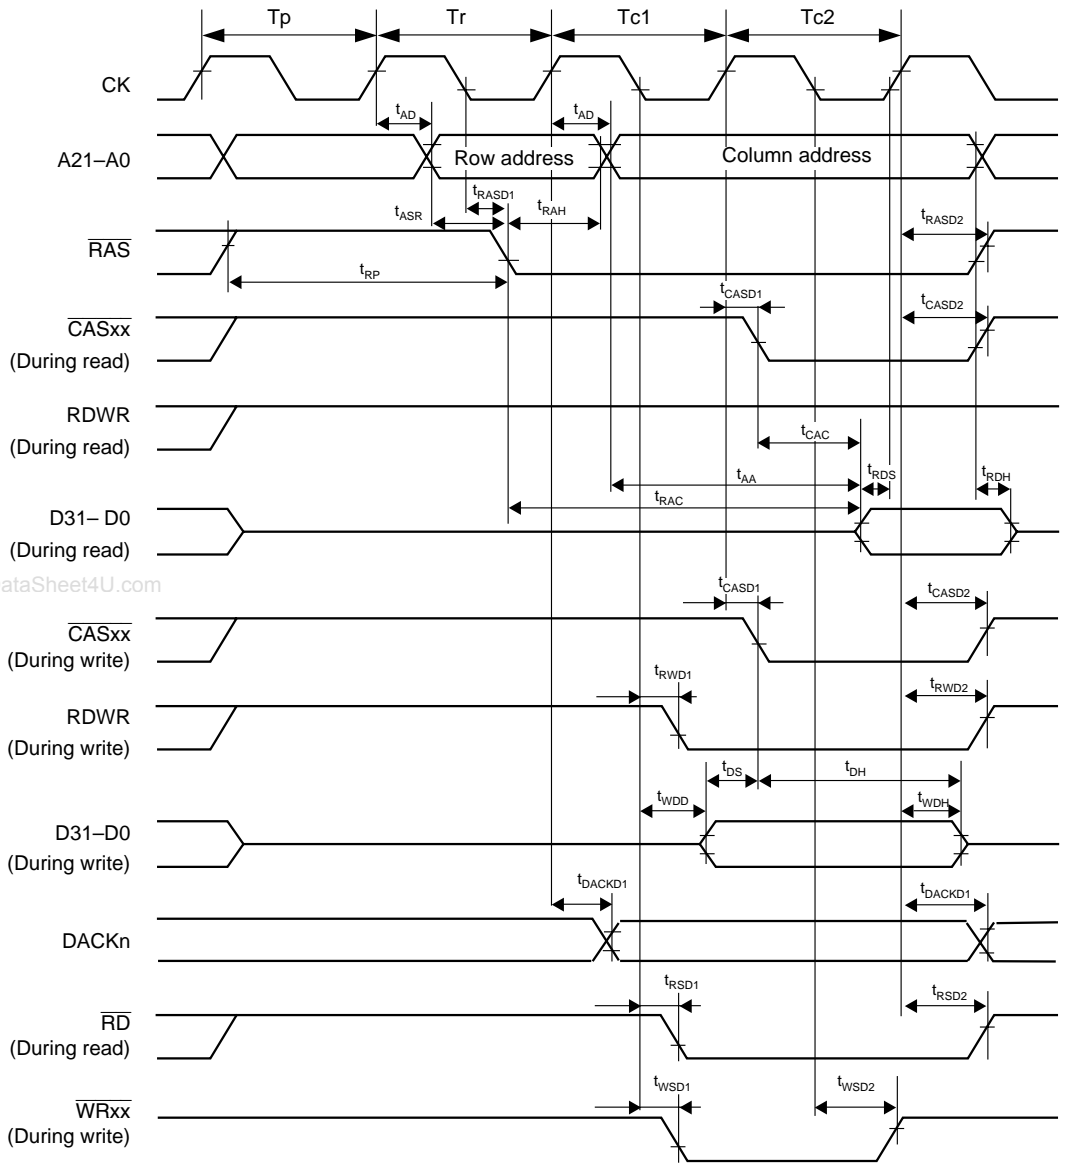 Tp Tr Tc1 Tc2
CK
tAD tAD
A21–A0 Row address Column address
tRASD1
tASR tRAH tRASD2
RAS
tRP
tCASD1 tCASD2
CASxx
(During read)
RDWR
(During read)
tCAC
tRDS tRDH
tAA
tRAC
D31– D0
(During read)
ataSheet4U.com
tCASD1 tCASD2
CASxx
(During write)
tRWD1 tRWD2
RDWR
(During write)
tDS tDH
tWDD tWDH
D31–D0
(During write)
tDACKD1 tDACKD1
DACKn
tRSD1 tRSD2
RD
(During read)
tWSD1 tWSD2
WRxx
(During write)